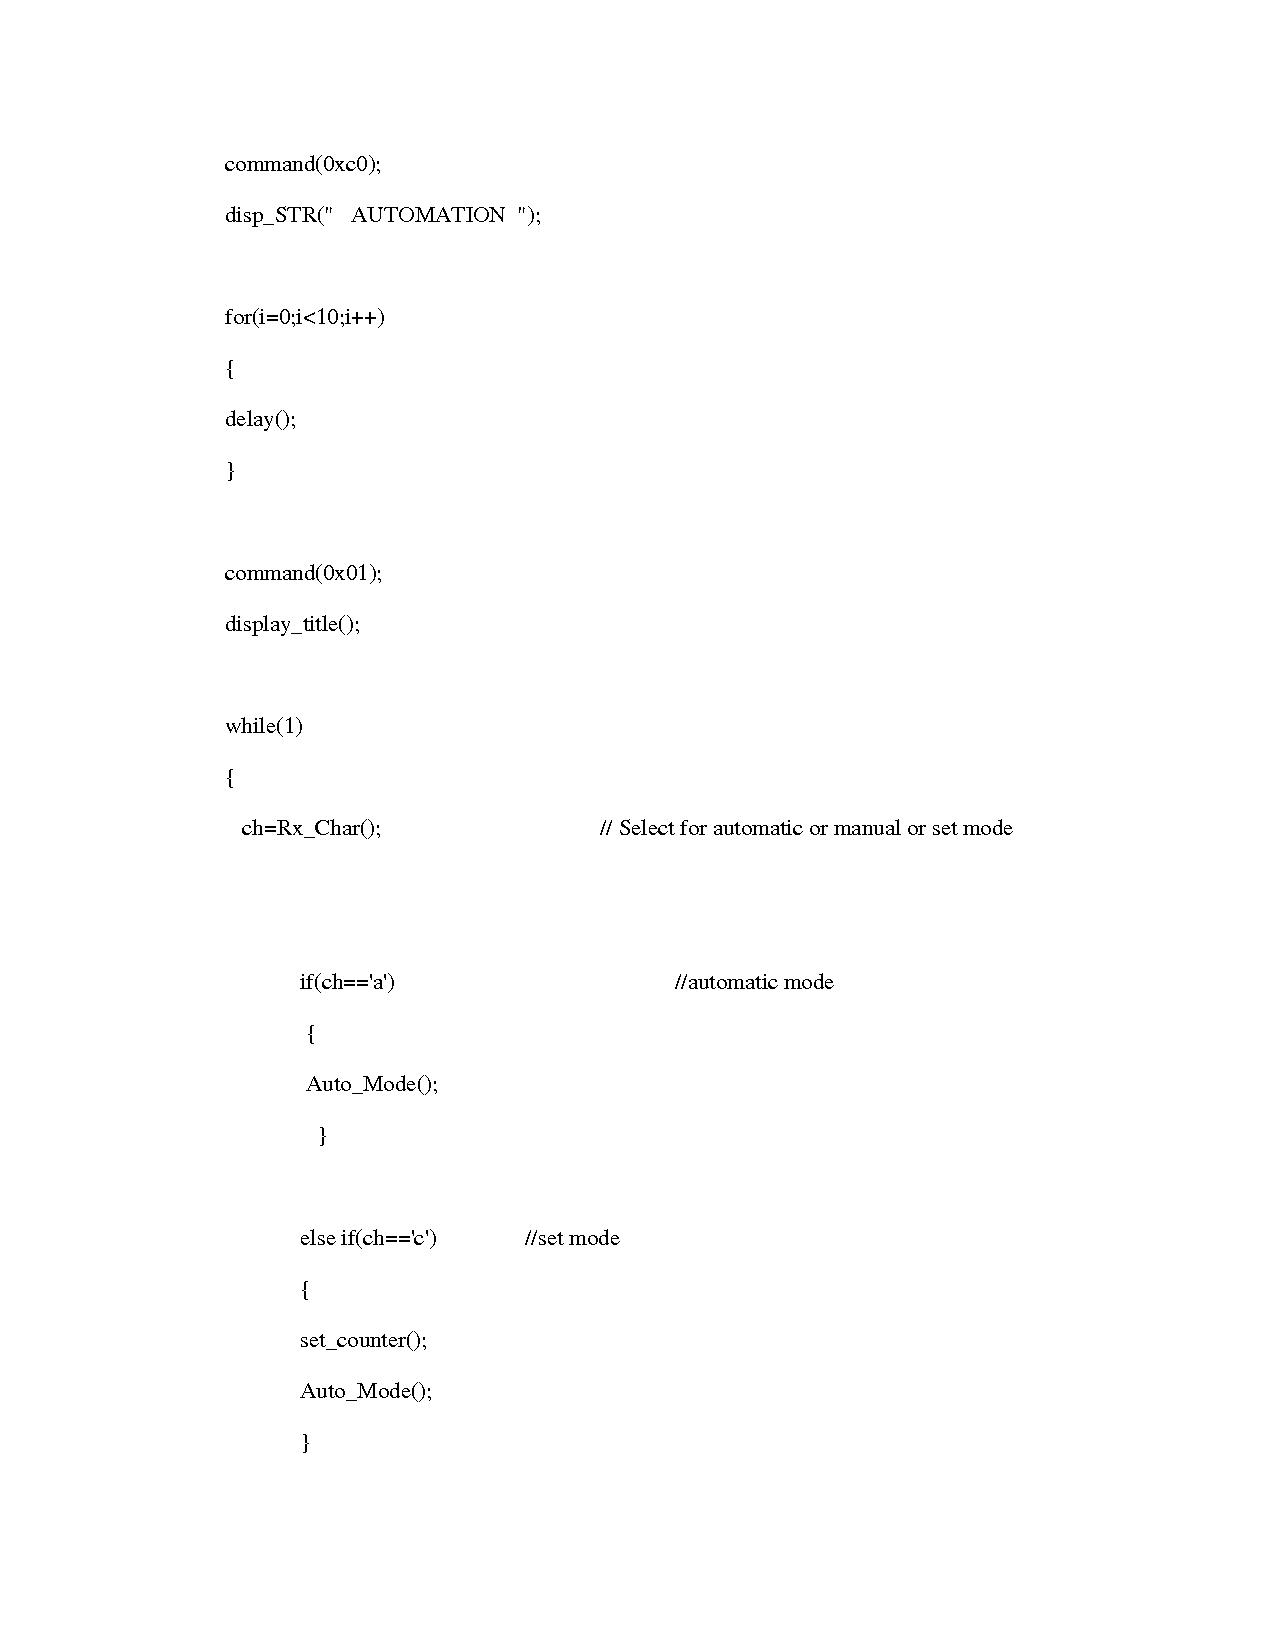 command(0xc0);
disp_STR("   AUTOMATION  ");
for(i=0;i<10;i++)
{
delay();
}
command(0x01);
display_title();
while(1)
{
ch=Rx_Char(); // Select for automatic or manual or set mode
if(ch=='a') //automatic mode
{
Auto_Mode();
}
else if(ch=='c') //set mode
{
set_counter();
Auto_Mode();
}